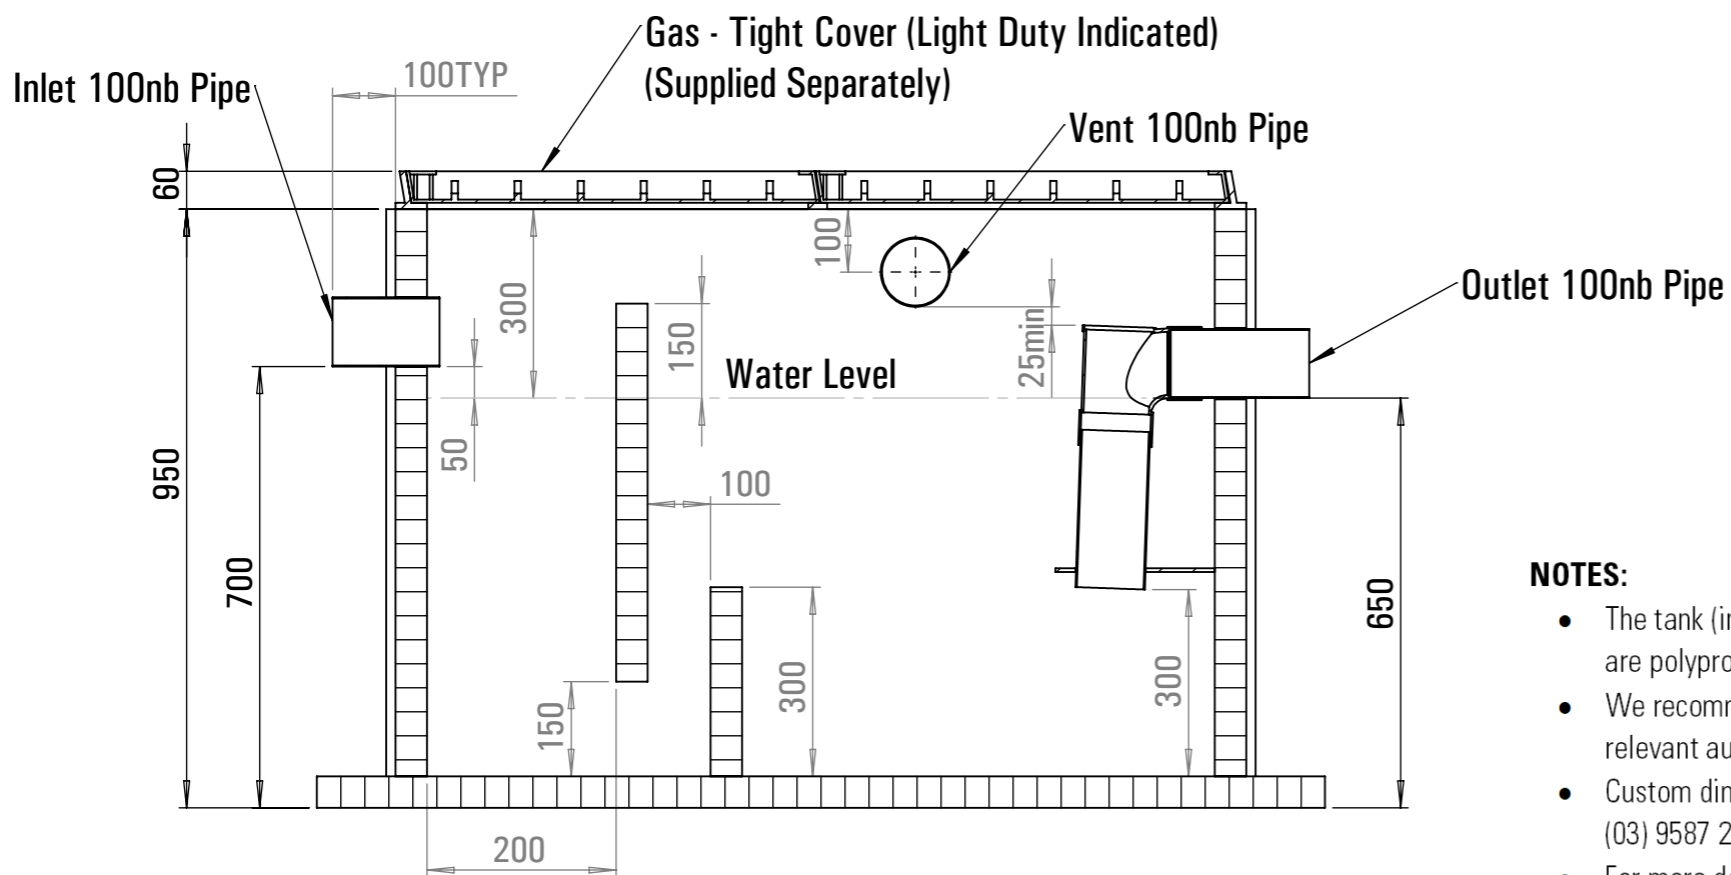 Gas - Tight Cover (Light Duty Indicated)
(Supplied Separately)
Inlet 100nb Pipe
100TYP
Vent 100nb Pipe
60
100
300
150
25min
Outlet 100nb Pipe
Water Level
50
950
100
700
650
300
300
150
200
NOTES:
• The tank (in
are polypro
• We recomm
relevant au
• Custom din
(03) 9587 2